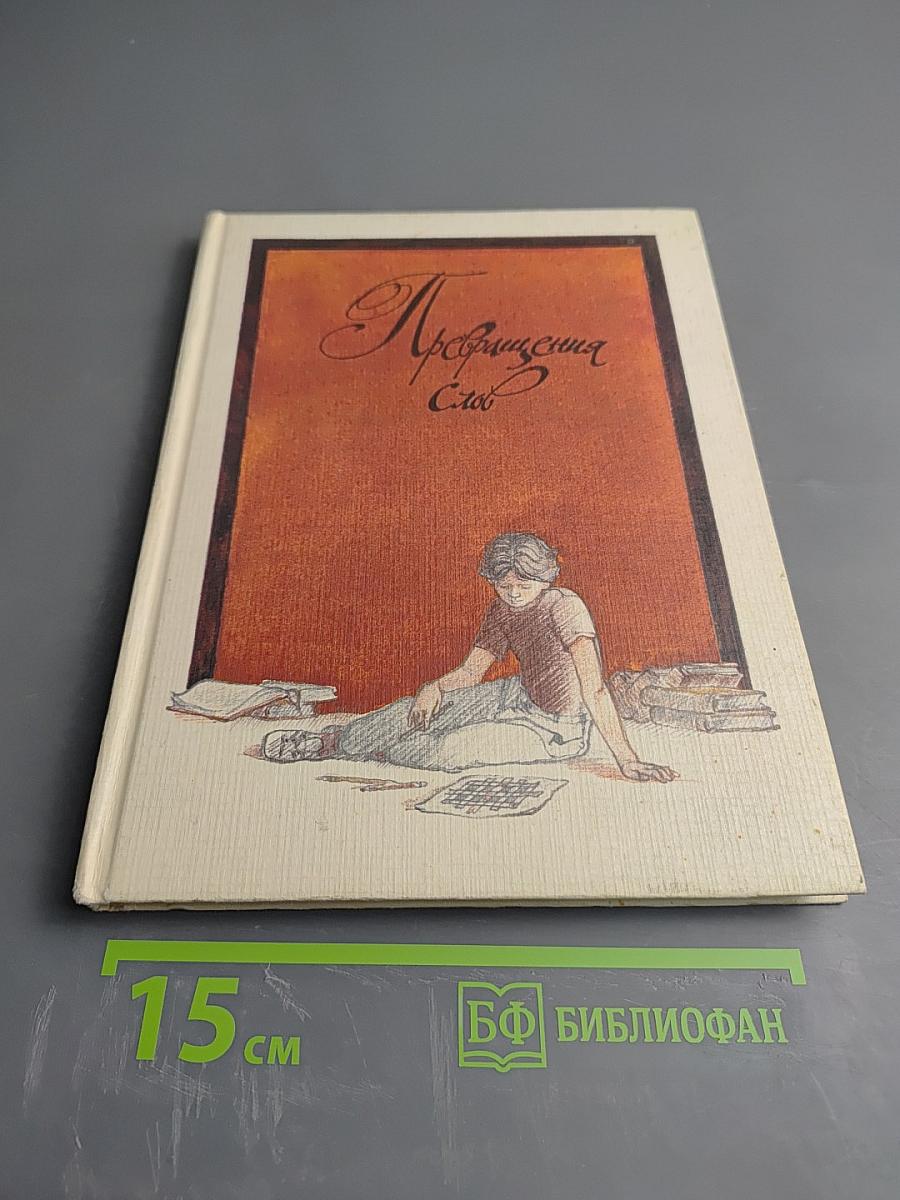 Превращения
слов
15 см
БФ БИБЛИОФАН